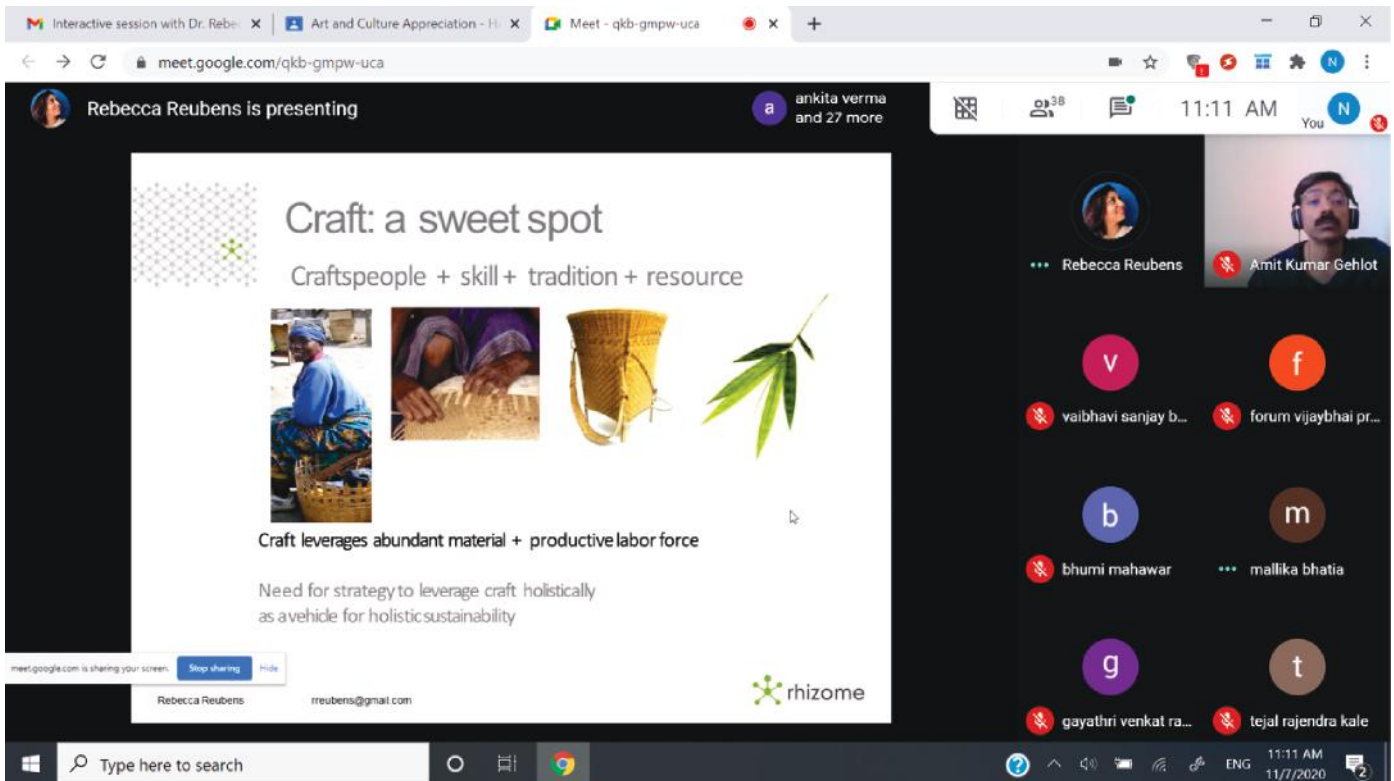 Interactive session with Dr. Rebe
Art and Culture Appreciation - H
Meet - qkb-gmpw-uca
meet.google.com/qkb-gmpw-uca
N
Rebecca Reubens is presenting
a
ankita verma
and 27 more
38
11:11 AM
You
N
Craft: a sweet spot
Craftspeople + skill + tradition + resource
Craft leverages abundant material + productive labor force
Need for strategy to leverage craft holistically
as a vehicle for holistic sustainability
meet.google.com is sharing your screen.
Stop sharing
Hide
Rebecca Reubens
rreubens@gmail.com
rhizome
Rebecca Reubens
Amit Kumar Gehlot
v
vaibhavi sanjay b...
f
forum vijaybhai pr...
b
bhumi mahawar
m
mallika bhatia
g
gayathri venkat ra...
t
tejal rajendra kale
Type here to search
ENG
11:11 AM
11/7/2020
2